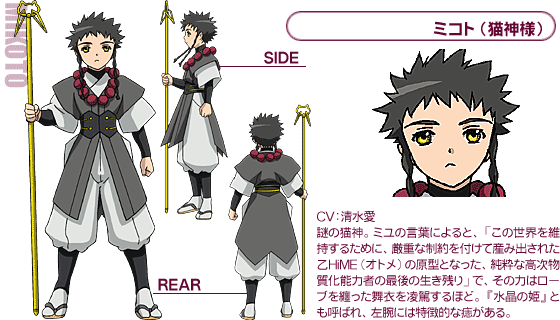 MIKOTO
ミコト（猫神様）
SIDE
REAR
CV：清水愛
謎の猫神。ミユの言葉によると、「この世界を維
持するために、厳重な制約を付けて産み出された
乙HiME（オトメ）の原型となった、純粋な高次物
質化能力者の最後の生き残り」で、その力はロー
ブを纏った舞衣を凌駕するほど。『水晶の姫』と
も呼ばれ、左腕には特徴的な痣がある。